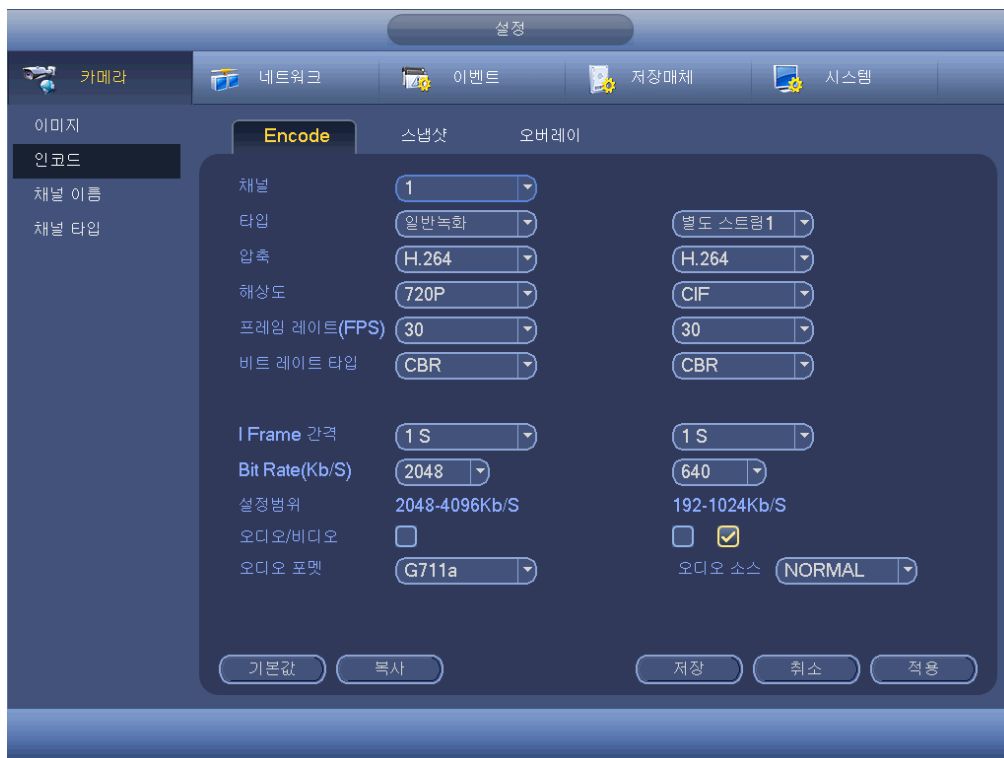 설정
카메라 네트워크 이벤트 저장매체 시스템
이미지
인코드
채널 이름
채널 타입
Encode 스냅샷 오버레이
채널 1
타입 일반녹화 별도 스트림1
압축 H.264 H.264
해상도 720P CIF
프레임 레이트(FPS) 30 30
비트 레이트 타입 CBR CBR
I Frame 간격 1 S 1 S
Bit Rate(Kb/S) 2048 640
설정범위 2048-4096Kb/S 192-1024Kb/S
오디오/비디오
오디오 포멧 G711a 오디오 소스 NORMAL
기본값 복사 저장 취소 적용